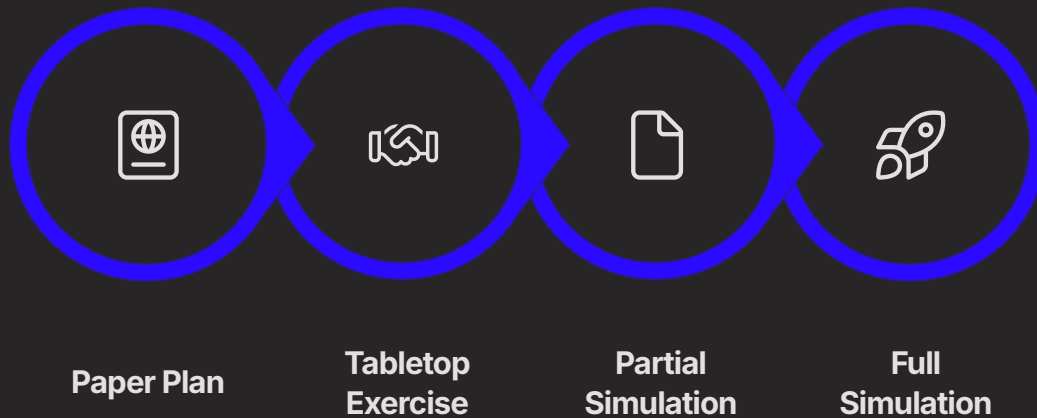 Paper Plan
Tabletop
Exercise
Partial
Simulation
Full
Simulation